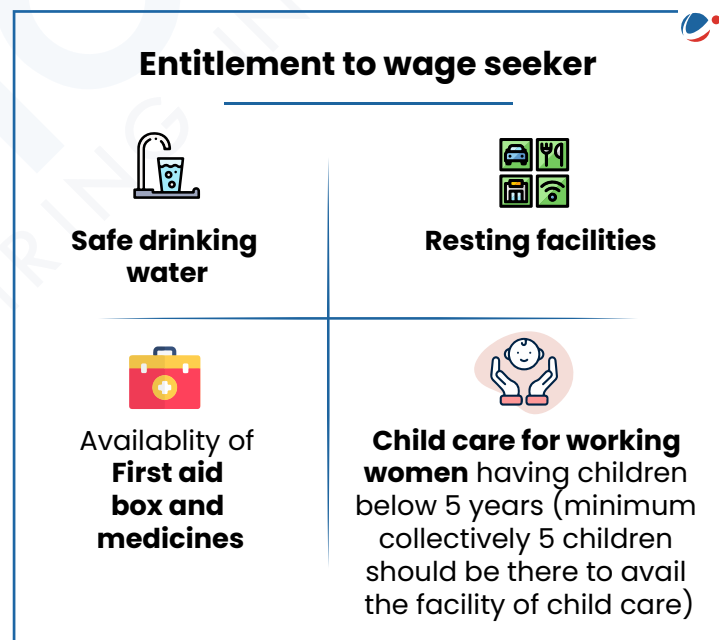 Entitlement to wage seeker
Safe drinking
water
Resting facilities
Availablity of
First aid
box and
medicines
Child care for working
women having children
below 5 years (minimum
collectively 5 children
should be there to avail
the facility of child care)